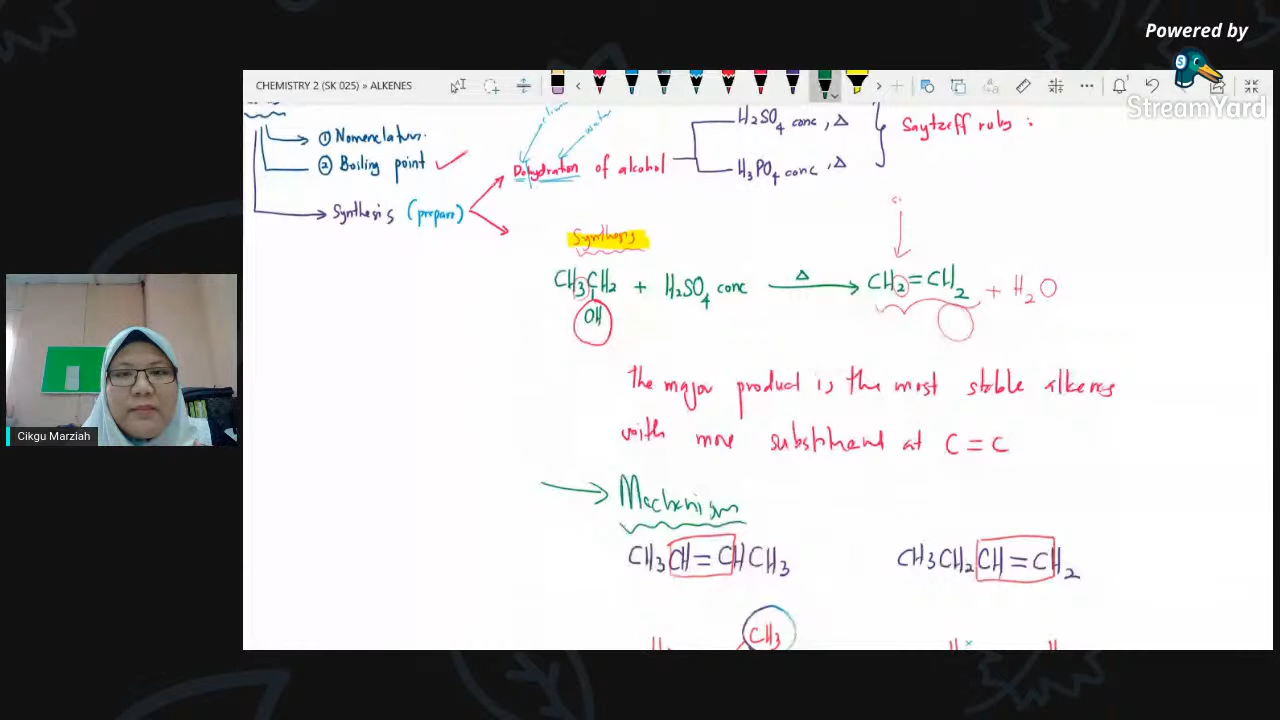 Powered by
StreamYard
CHEMISTRY 2 (SK 025) » ALKENES
① Nomenclature.
② Boiling point
Synthesis (prepare)
Dehydration of alcohol
H₂SO₄ conc, Δ
H₃PO₄ conc, Δ
Saytzeff rules :
Synthesis
CH₃CH₂ + H₂SO₄ conc Δ CH₂=CH₂ + H₂O
OH
The major product is the most stable alkenes
with more substituent at C=C
Mechanism
CH₃CH=CHCH₃ CH₃CH₂CH=CH₂
CH₃
Cikgu Marziah